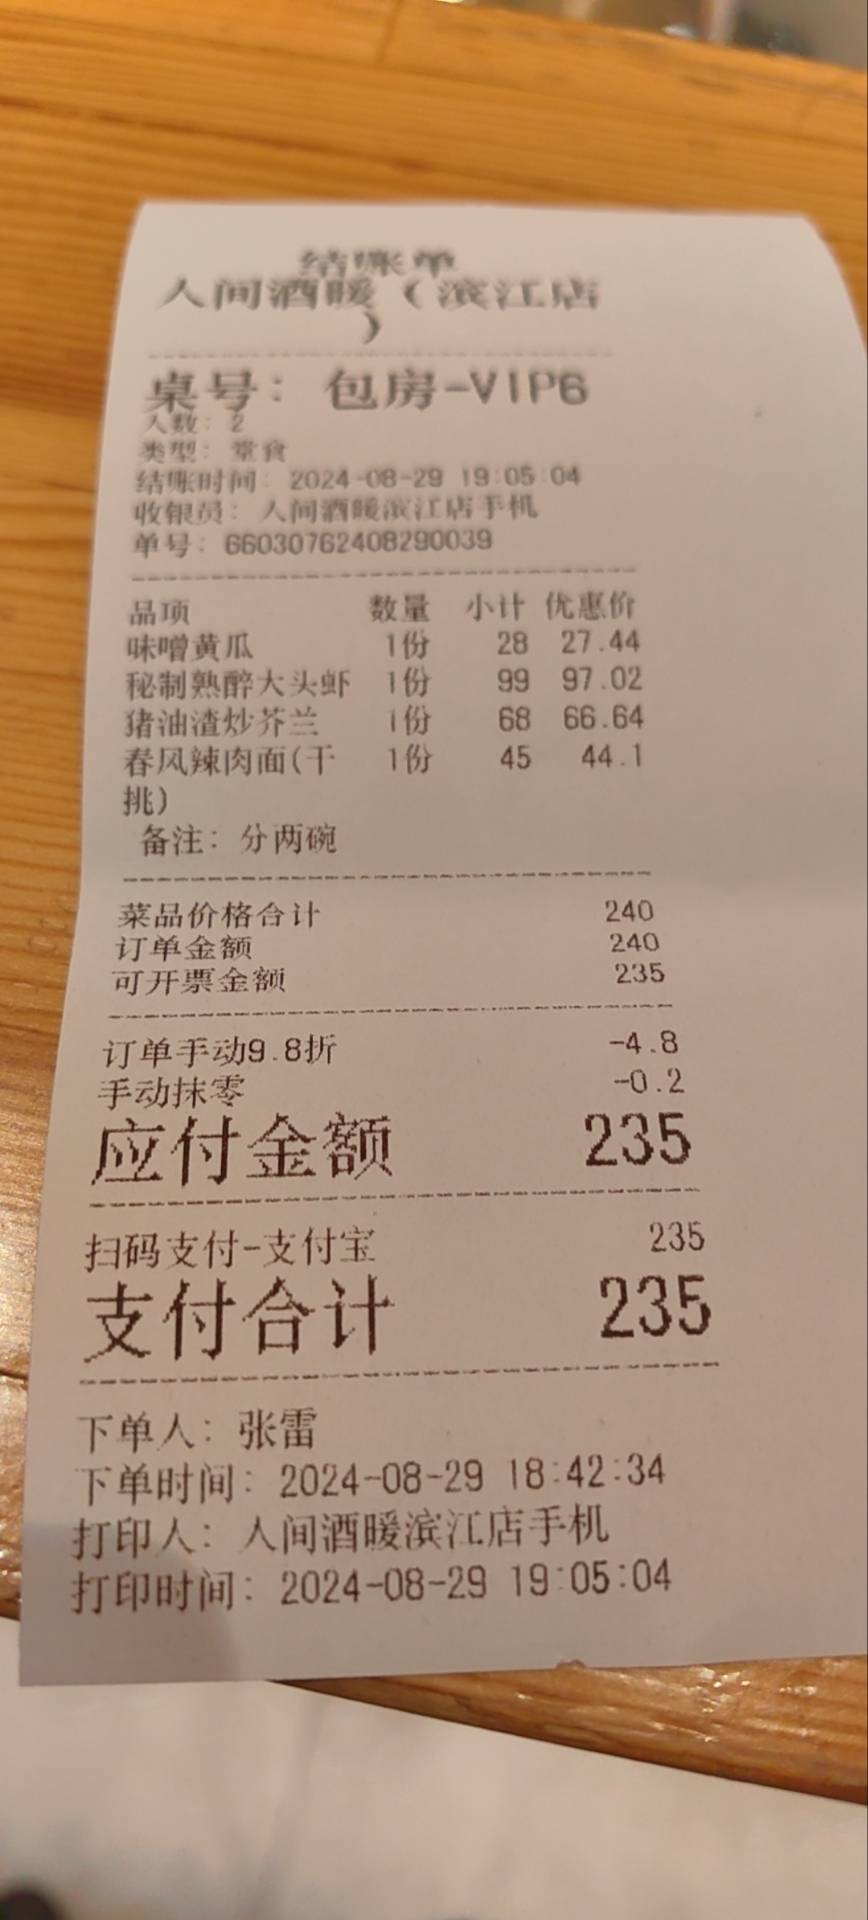 结账单
人间酒暖（滨江店
）
桌号：包房-VIP6
人数：2
类型：堂食
结账时间：2024-08-29 19:05:04
收银员：人间酒暖滨江店手机
单号：660307622408290039
品项 数量 小计 优惠价
味噌黄瓜 1份 28 27.44
秘制熟醉大头虾 1份 99 97.02
猪油渣炒芥兰 1份 68 66.64
春风辣肉面(干 1份 45 44.1
挑)
备注：分两碗
菜品价格合计 240
订单金额 240
可开票金额 235
订单手动9.8折 -4.8
手动抹零 -0.2
应付金额 235
扫码支付-支付宝 235
支付合计 235
下单人：张雷
下单时间：2024-08-29 18:42:34
打印人：人间酒暖滨江店手机
打印时间：2024-08-29 19:05:04